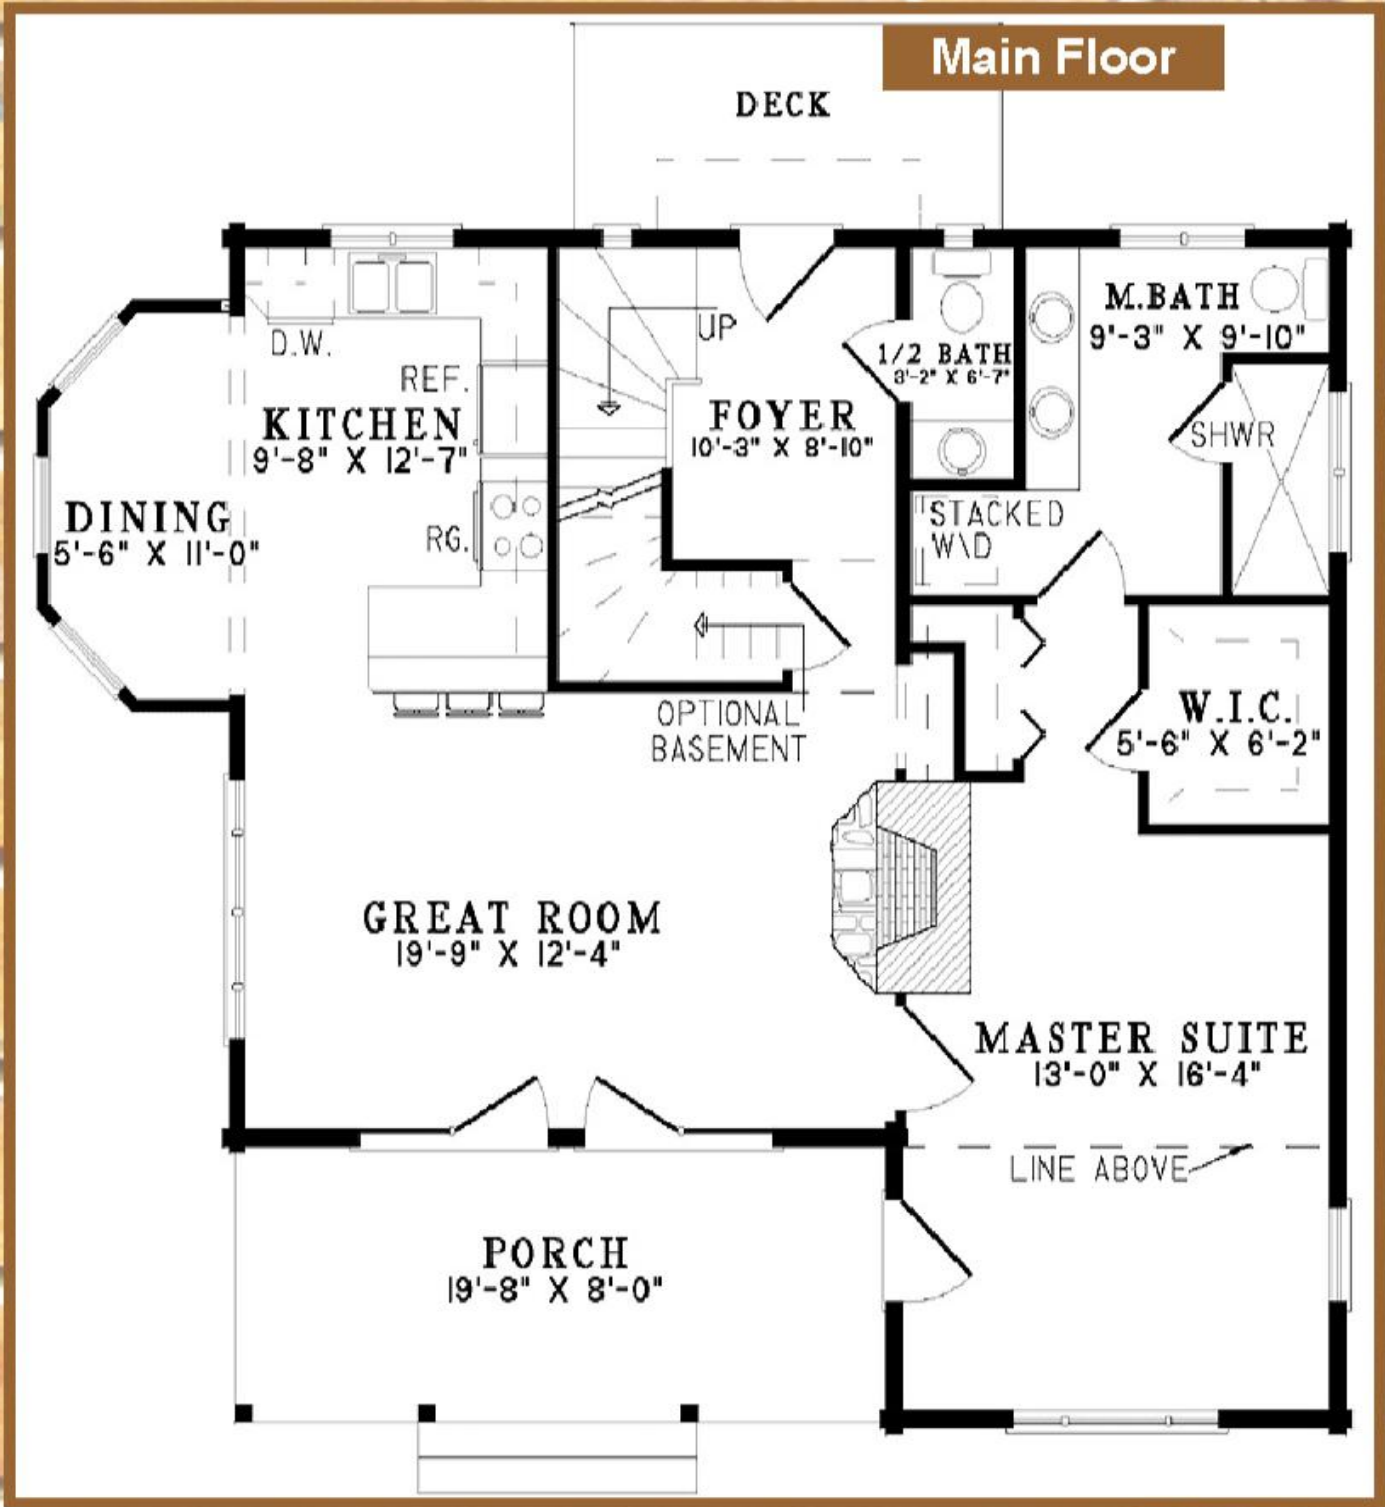 Main Floor
DECK
UP
D.W.
REF.
KITCHEN
9'-8" X 12'-7"
RG.
DINING
5'-6" X 11'-0"
FOYER
10'-3" X 8'-10"
1/2 BATH
3'-2" X 6'-7"
M.BATH
9'-3" X 9'-10"
SHWR
STACKED
W\D
OPTIONAL
BASEMENT
W.I.C.
5'-6" X 6'-2"
GREAT ROOM
19'-9" X 12'-4"
MASTER SUITE
13'-0" X 16'-4"
LINE ABOVE
PORCH
19'-8" X 8'-0"